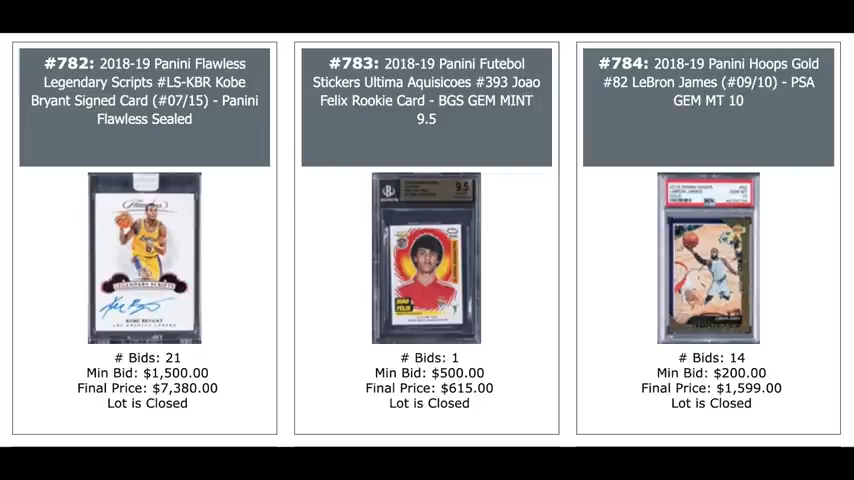 #782: 2018-19 Panini Flawless
Legendary Scripts #LS-KBR Kobe
Bryant Signed Card (#07/15) - Panini
Flawless Sealed
# Bids: 21
Min Bid: $1,500.00
Final Price: $7,380.00
Lot is Closed
#783: 2018-19 Panini Futebol
Stickers Ultima Aquisicoes #393 Joao
Felix Rookie Card - BGS GEM MINT
9.5
9.5
JOAO
FELIX
# Bids: 1
Min Bid: $500.00
Final Price: $615.00
Lot is Closed
#784: 2018-19 Panini Hoops Gold
#82 LeBron James (#09/10) - PSA
GEM MT 10
# Bids: 14
Min Bid: $200.00
Final Price: $1,599.00
Lot is Closed